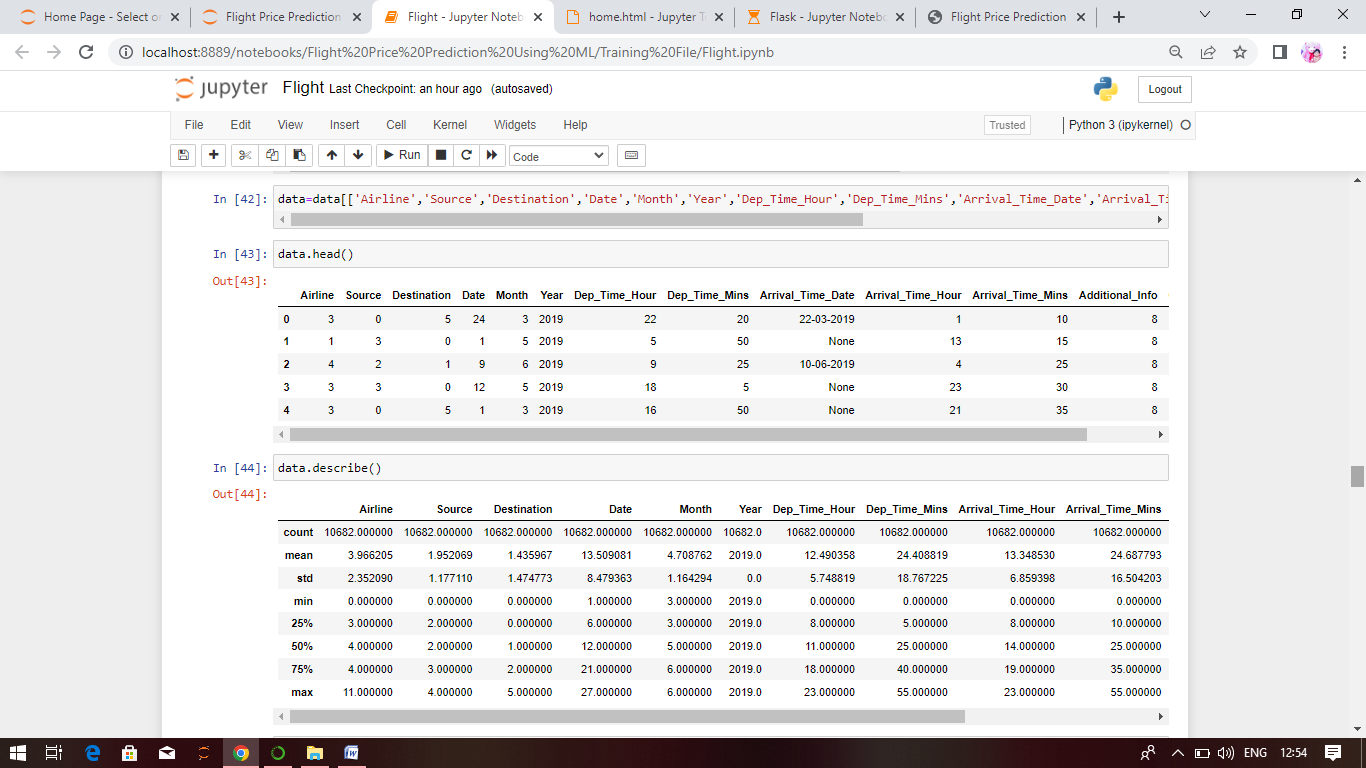 Home Page - Select or
Flight Price Prediction
Flight - Jupyter Noteb
home.html - Jupyter T
Flask - Jupyter Notebo
Flight Price Prediction
localhost:8889/notebooks/Flight%20Price%20Prediction%20Using%20ML/Training%20File/Flight.ipynb
jupyter Flight Last Checkpoint: an hour ago (autosaved)
Logout
File Edit View Insert Cell Kernel Widgets Help
Trusted
Python 3 (ipykernel)
Run
Code
In [42]: data=data[['Airline','Source','Destination','Date','Month','Year','Dep_Time_Hour','Dep_Time_Mins','Arrival_Time_Date','Arrival_Ti
In [43]: data.head()
Out[43]:
Airline Source Destination Date Month Year Dep_Time_Hour Dep_Time_Mins Arrival_Time_Date Arrival_Time_Hour Arrival_Time_Mins Additional_Info
0 3 0 5 24 3 2019 22 20 22-03-2019 1 10 8
1 1 3 0 1 5 2019 5 50 None 13 15 8
2 4 2 1 9 6 2019 9 25 10-06-2019 4 25 8
3 3 3 0 12 5 2019 18 5 None 23 30 8
4 3 0 5 1 3 2019 16 50 None 21 35 8
In [44]: data.describe()
Out[44]:
Airline Source Destination Date Month Year Dep_Time_Hour Dep_Time_Mins Arrival_Time_Hour Arrival_Time_Mins
count 10682.000000 10682.000000 10682.000000 10682.000000 10682.000000 10682.0 10682.000000 10682.000000 10682.000000 10682.000000
mean 3.966205 1.952069 1.435967 13.509081 4.708762 2019.0 12.490358 24.408819 13.348530 24.687793
std 2.352090 1.177110 1.474773 8.479363 1.164294 0.0 5.748819 18.767225 6.859398 16.504203
min 0.000000 0.000000 0.000000 1.000000 3.000000 2019.0 0.000000 0.000000 0.000000 0.000000
25% 3.000000 2.000000 0.000000 6.000000 3.000000 2019.0 8.000000 5.000000 8.000000 10.000000
50% 4.000000 2.000000 1.000000 12.000000 5.000000 2019.0 11.000000 25.000000 14.000000 25.000000
75% 4.000000 3.000000 2.000000 21.000000 6.000000 2019.0 18.000000 40.000000 19.000000 35.000000
max 11.000000 4.000000 5.000000 27.000000 6.000000 2019.0 23.000000 55.000000 23.000000 55.000000
ENG 12:54